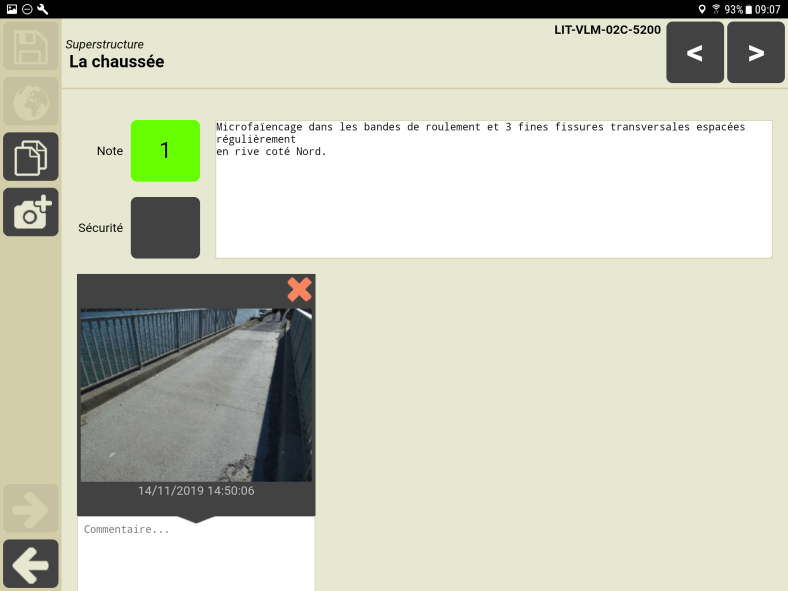 93% 09:07
LIT-VLM-02C-5200
Superstructure
La chaussée
< >
Note
1
Microfaïencage dans les bandes de roulement et 3 fines fissures transversales espacées
régulièrement
en rive coté Nord.
Sécurité
14/11/2019 14:50:06
Commentaire...